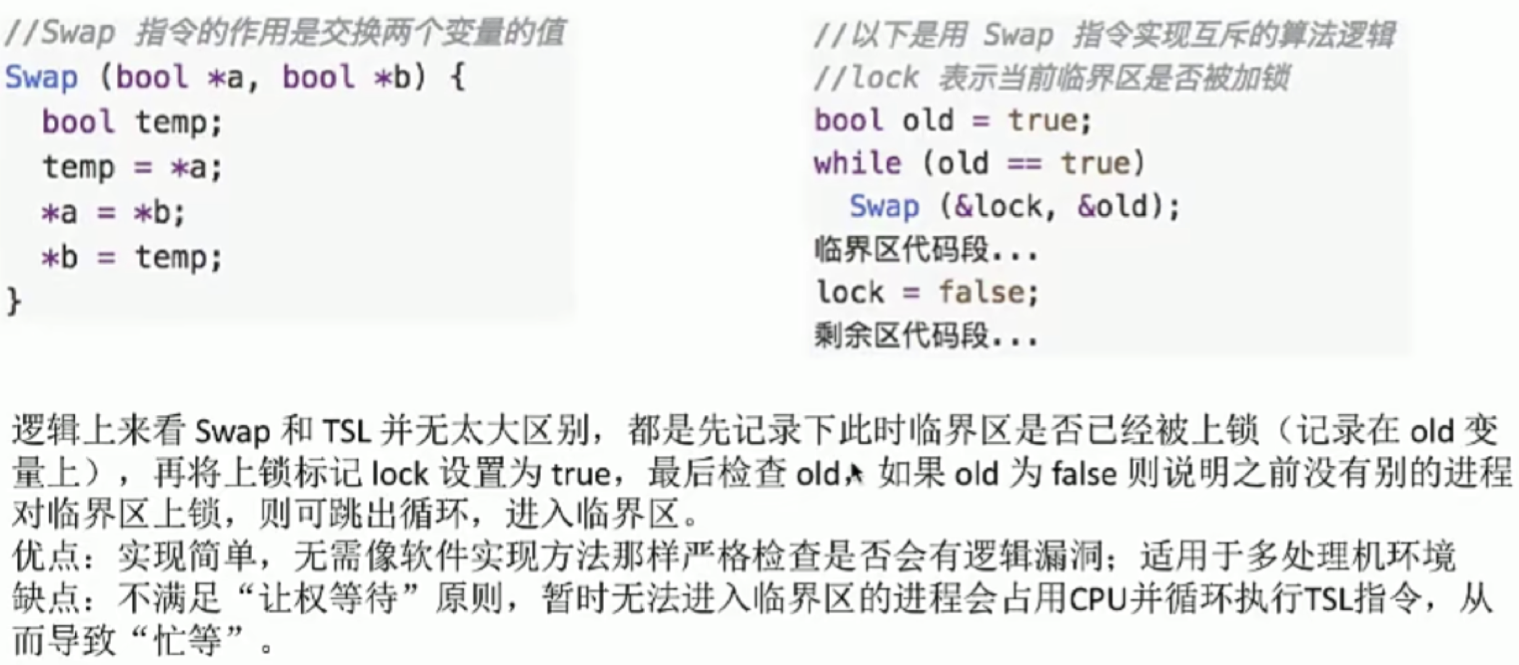 //Swap 指令的作用是交换两个变量的值
Swap (bool *a, bool *b) {
  bool temp;
  temp = *a;
  *a = *b;
  *b = temp;
}
//以下是用 Swap 指令实现互斥的算法逻辑
//lock 表示当前临界区是否被加锁
bool old = true;
while (old == true)
  Swap (&lock, &old);
临界区代码段...
lock = false;
剩余区代码段...
逻辑上来看 Swap 和 TSL 并无太大区别，都是先记录下此时临界区是否已经被上锁（记录在 old 变
量上），再将上锁标记 lock 设置为 true，最后检查 old，如果 old 为 false 则说明之前没有别的进程
对临界区上锁，则可跳出循环，进入临界区。
优点：实现简单，无需像软件实现方法那样严格检查是否会有逻辑漏洞；适用于多处理机环境
缺点：不满足“让权等待”原则，暂时无法进入临界区的进程会占用CPU并循环执行TSL指令，从
而导致“忙等”。